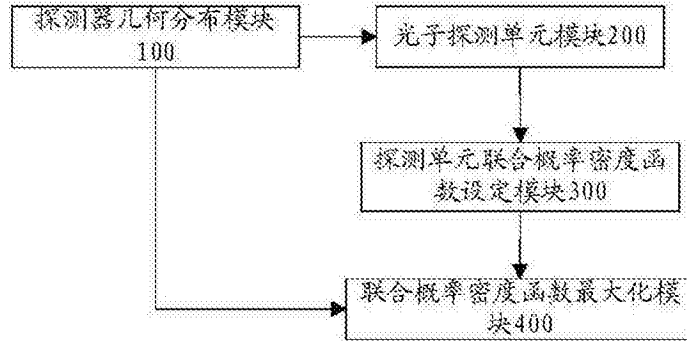 探测器几何分布模块
100
光子探测单元模块200
探测单元联合概率密度函
数设定模块300
联合概率密度函数最大化模
块400